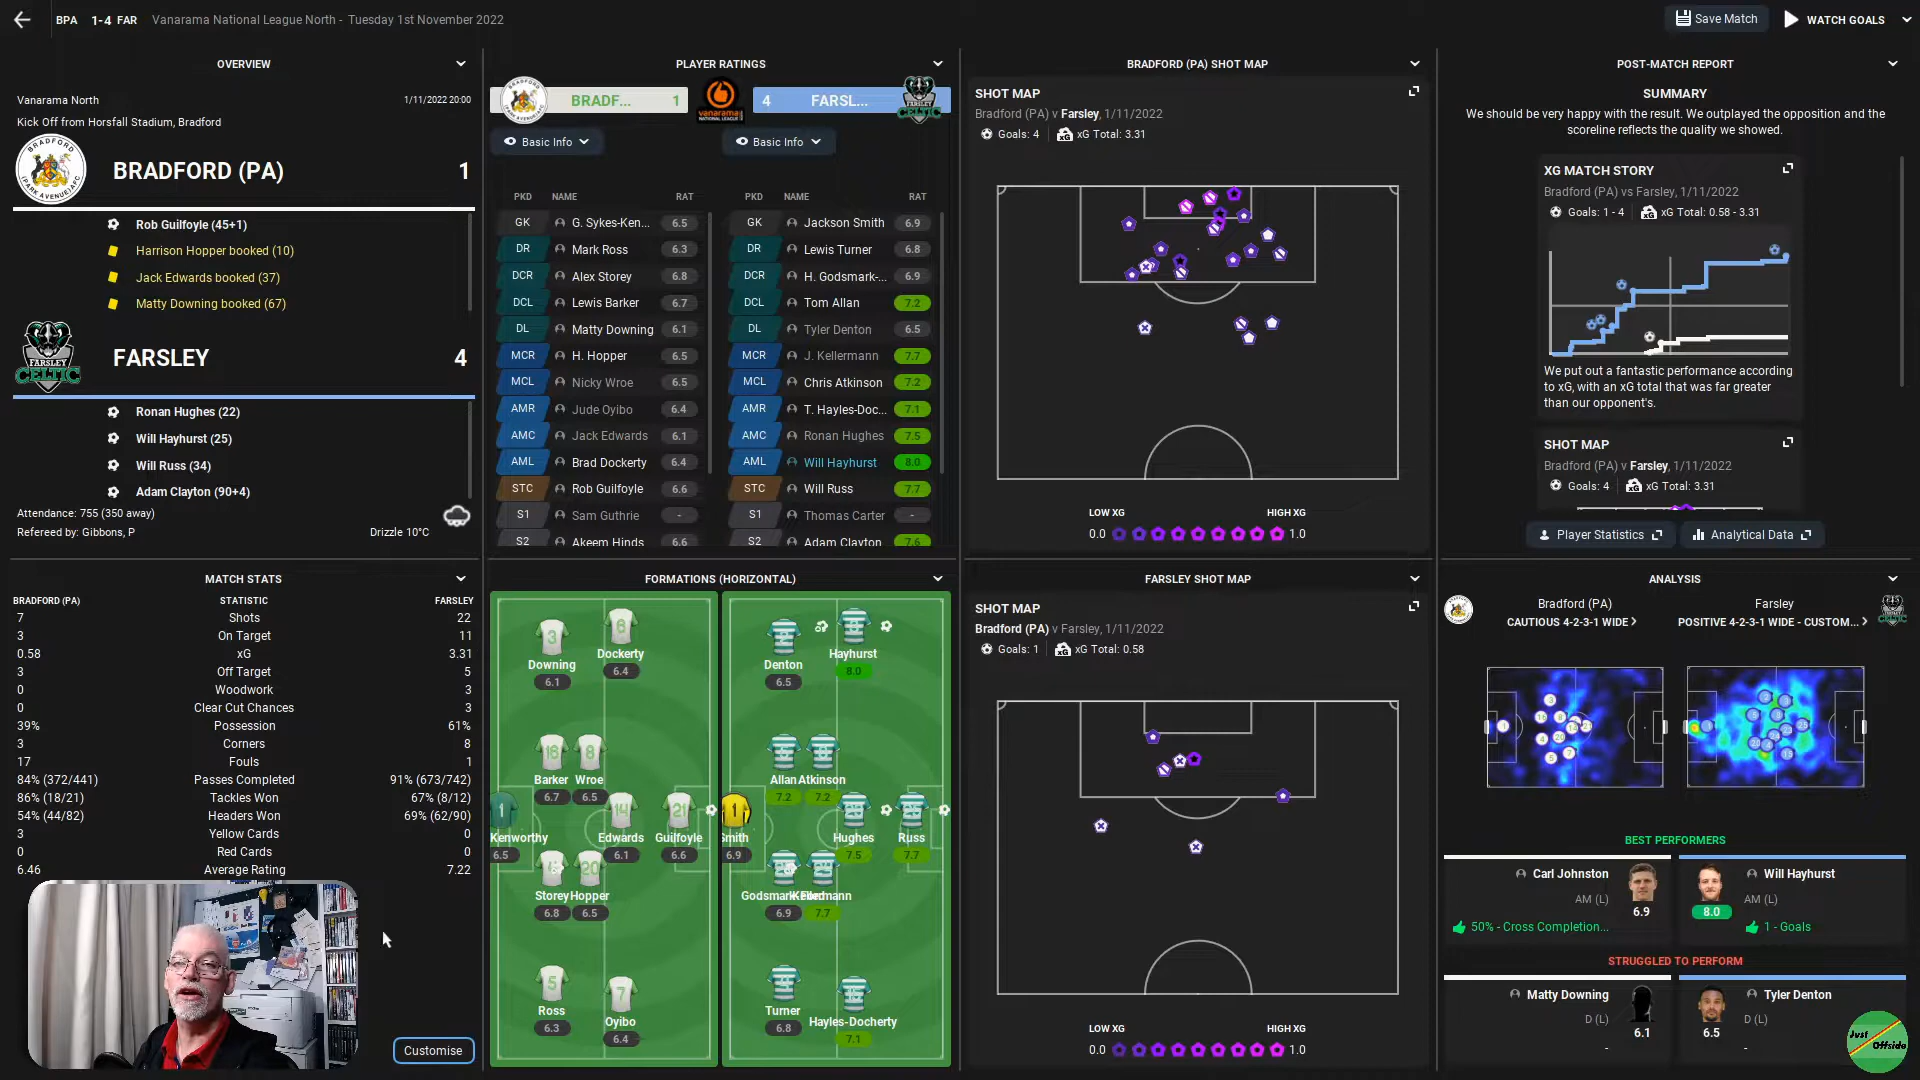 BPA 1-4 FAR Vanarama National League North - Tuesday 1st November 2022
Save Match
WATCH GOALS
OVERVIEW
Vanarama North
1/11/2022 20:00
Kick Off from Horsfall Stadium, Bradford
BRADFORD (PA) 1
Rob Guilfoyle (45+1)
Harrison Hopper booked (10)
Jack Edwards booked (37)
Matty Downing booked (67)
FARSLEY 4
Ronan Hughes (22)
Will Hayhurst (25)
Will Russ (34)
Adam Clayton (90+4)
Attendance: 755 (350 away)
Refereed by: Gibbons, P
Drizzle 10°C
PLAYER RATINGS
BRADF... 1
4 FARSL...
Basic Info
Basic Info
PKD NAME RAT
GK G. Sykes-Ken... 6.5
DR Mark Ross 6.3
DCR Alex Storey 6.8
DCL Lewis Barker 6.7
DL Matty Downing 6.1
MCR H. Hopper 6.5
MCL Nicky Wroe 6.5
AMR Jude Oyibo 6.4
AMC Jack Edwards 6.1
AML Brad Dockerty 6.4
STC Rob Guilfoyle 6.6
S1 Sam Guthrie -
S2 Akeem Hinds 6.6
PKD NAME RAT
GK Jackson Smith 6.9
DR Lewis Turner 6.8
DCR H. Godsmark-... 6.9
DCL Tom Allan 7.2
DL Tyler Denton 6.5
MCR J. Kellermann 7.7
MCL Chris Atkinson 7.2
AMR T. Hayles-Doc... 7.1
AMC Ronan Hughes 7.5
AML Will Hayhurst 8.0
STC Will Russ 7.7
S1 Thomas Carter -
S2 Adam Clayton 7.6
BRADFORD (PA) SHOT MAP
SHOT MAP
Bradford (PA) v Farsley, 1/11/2022
Goals: 4 xG Total: 3.31
LOW XG HIGH XG
0.0 1.0
POST-MATCH REPORT
SUMMARY
We should be very happy with the result. We outplayed the opposition and the
scoreline reflects the quality we showed.
XG MATCH STORY
Bradford (PA) vs Farsley, 1/11/2022
Goals: 1 - 4 xG Total: 0.58 - 3.31
We put out a fantastic performance according
to xG, with an xG total that was far greater
than our opponent's.
SHOT MAP
Bradford (PA) v Farsley, 1/11/2022
Goals: 4 xG Total: 3.31
Player Statistics
Analytical Data
MATCH STATS
BRADFORD (PA) STATISTIC FARSLEY
7 Shots 22
3 On Target 11
0.58 xG 3.31
3 Off Target 5
0 Woodwork 3
0 Clear Cut Chances 3
39% Possession 61%
3 Corners 8
17 Fouls 1
84% (372/441) Passes Completed 91% (673/742)
86% (18/21) Tackles Won 67% (8/12)
54% (44/82) Headers Won 69% (62/90)
3 Yellow Cards 0
0 Red Cards 0
6.46 Average Rating 7.22
Customise
FORMATIONS (HORIZONTAL)
Downing 6.1
Dockerty 6.4
Barker 6.7
Wroe 6.5
Kenworthy 6.5
Edwards 6.1
Guilfoyle 6.6
Storey 6.8
Hopper 6.5
Ross 6.3
Oyibo 6.4
Denton 6.5
Hayhurst 8.0
Allan 7.2
Atkinson 7.2
Smith 6.9
Hughes 7.5
Russ 7.7
6.9
7.7
Turner 6.8
Hayles-Docherty 7.1
FARSLEY SHOT MAP
SHOT MAP
Bradford (PA) v Farsley, 1/11/2022
Goals: 1 xG Total: 0.58
LOW XG HIGH XG
0.0 1.0
ANALYSIS
Bradford (PA)
CAUTIOUS 4-2-3-1 WIDE
Farsley
POSITIVE 4-2-3-1 WIDE - CUSTOM...
BEST PERFORMERS
Carl Johnston
AM (L)
6.9
50% - Cross Completion...
Will Hayhurst
AM (L)
8.0
1 - Goals
STRUGGLED TO PERFORM
Matty Downing
D (L)
6.1
-
Tyler Denton
D (L)
6.5
-
Just
Offside